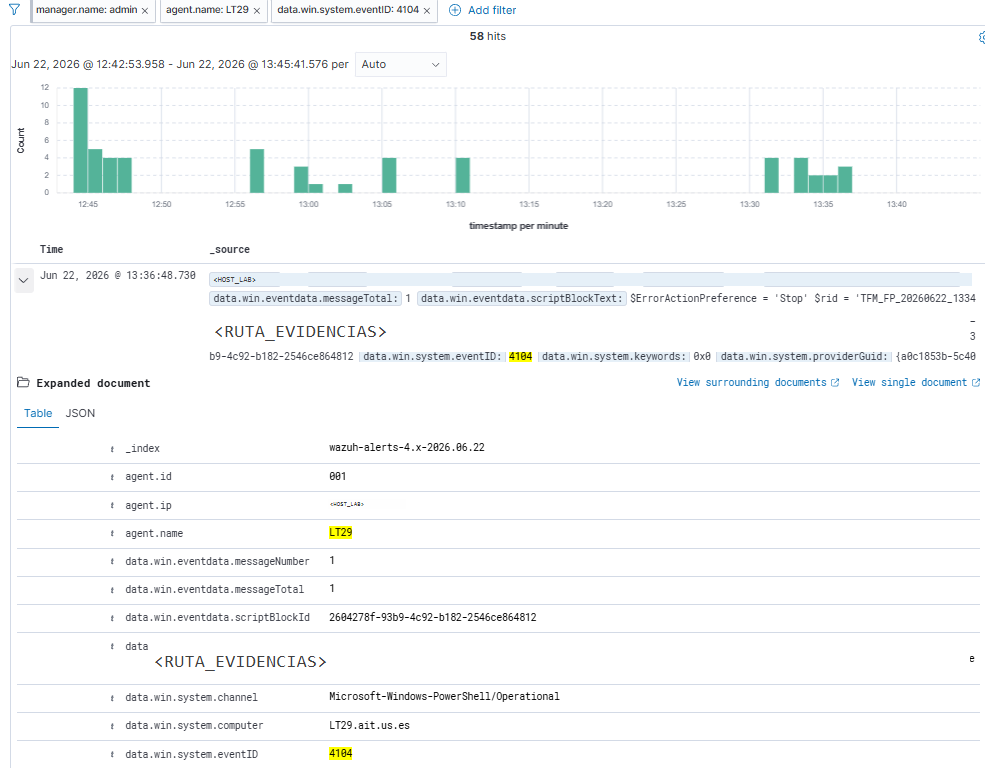 manager.name: admin × agent.name: LT29 × data.win.system.eventID: 4104 × Add filter
58 hits
Jun 22, 2026 @ 12:42:53.958 - Jun 22, 2026 @ 13:45:41.576 per Auto
12
10
8
6
4
2
0
Count
12:45 12:50 12:55 13:00 13:05 13:10 13:15 13:20 13:25 13:30 13:35 13:40
timestamp per minute
Time _source
Jun 22, 2026 @ 13:36:48.730 <HOST_LAB>
data.win.eventdata.messageTotal: 1 data.win.eventdata.scriptBlockText: $ErrorActionPreference = 'Stop' $rid = 'TFM_FP_20260622_1334
<RUTA_EVIDENCIAS> –
3
b9-4c92-b182-2546ce864812 data.win.system.eventID: 4104 data.win.system.keywords: 0x0 data.win.system.providerGuid: {a0c1853b-5c40
Expanded document View surrounding documents View single document
Table JSON
t _index wazuh-alerts-4.x-2026.06.22
t agent.id 001
t agent.ip <HOST_LAB>
t agent.name LT29
t data.win.eventdata.messageNumber 1
t data.win.eventdata.messageTotal 1
t data.win.eventdata.scriptBlockId 2604278f-93b9-4c92-b182-2546ce864812
t data
<RUTA_EVIDENCIAS> e
t data.win.system.channel Microsoft-Windows-PowerShell/Operational
t data.win.system.computer LT29.ait.us.es
t data.win.system.eventID 4104